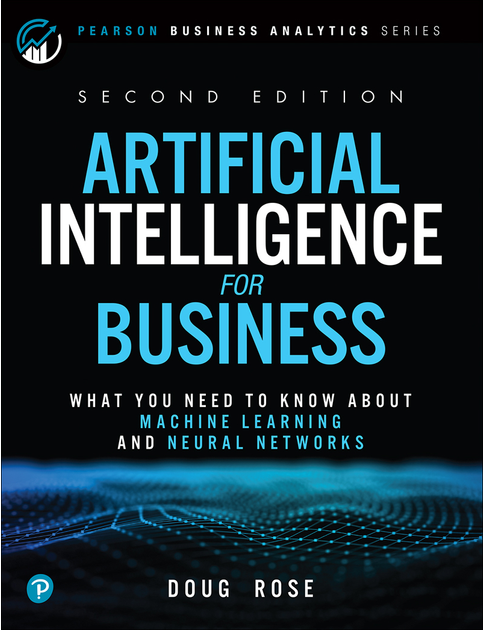 PEARSON BUSINESS ANALYTICS SERIES
SECOND EDITION
ARTIFICIAL
INTELLIGENCE
FOR
BUSINESS
WHAT YOU NEED TO KNOW ABOUT
MACHINE LEARNING
AND NEURAL NETWORKS
P
DOUG ROSE